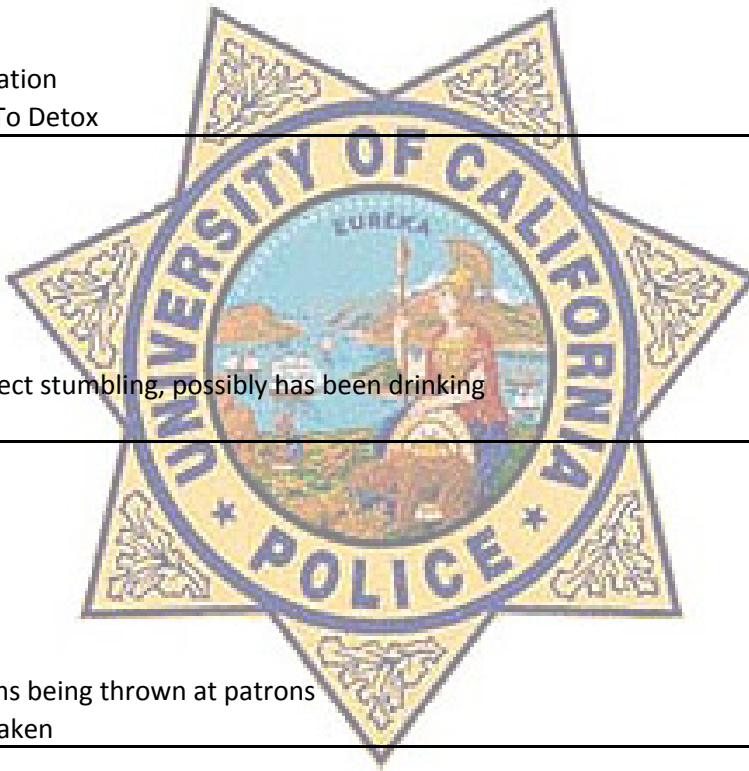 ation
To Detox
UNIVERSITY OF CALIFORNIA
EUREKA
ect stumbling, possibly has been drinking
POLICE
ns being thrown at patrons
aken